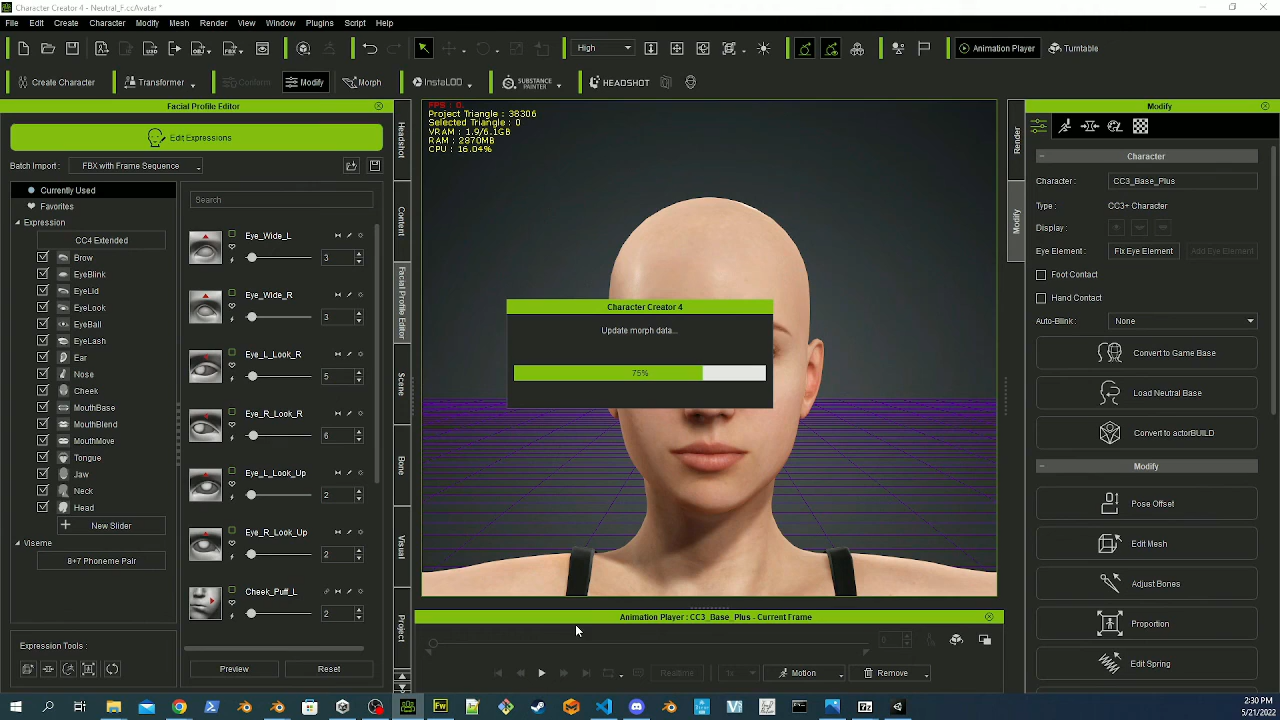 Character Creator 4 - Neutral_F.ccAvatar *
File Edit Create Character Modify Mesh Render View Window Plugins Script Help
High
Animation Player
Turntable
Create Character
Transformer
Conform
Modify
Morph
InstaLOD
SUBSTANCE PAINTER
HEADSHOT
Facial Profile Editor
Edit Expressions
Batch Import :
FBX with Frame Sequence
Currently Used
Favorites
Expression
CC4 Extended
Brow
EyeBlink
EyeLid
EyeLook
EyeBall
EyeLash
Ear
Nose
Cheek
MouthBase
MouthBlend
MouthMove
Tongue
Jaw
Neck
Head
New Slider
Viseme
8+7 Phoneme Pair
Expression Tools :
Search
Eye_Wide_L
3
Eye_Wide_R
3
Eye_L_Look_R
5
Eye_R_Look_L
6
Eye_L_Look_Up
2
Eye_R_Look_Up
2
Cheek_Puff_L
2
Preview
Reset
Headshot
Content
Facial Profile Editor
Scene
Bone
Visual
Project
FPS : 0.
Project Triangle : 38306
Selected Triangle : 0
VRAM : 1.9/6.1GB
RAM : 2870MB
CPU : 16.04%
Character Creator 4
Update morph data...
75%
Animation Player : CC3_Base_Plus - Current Frame
0
Realtime
1x
Motion
Remove
Render
Modify
Modify
Character
Character :
CC3_Base_Plus
Type :
CC3+ Character
Display :
Eye Element :
Fix Eye Element
Add Eye Element
Foot Contact
Hand Contact
Auto-Blink :
None
Convert to Game Base
Load Neutral Base
Convert to actorBUILD
Modify
Pose Offset
Edit Mesh
Adjust Bones
Proportion
Edit Spring
2:30 PM
5/21/2022